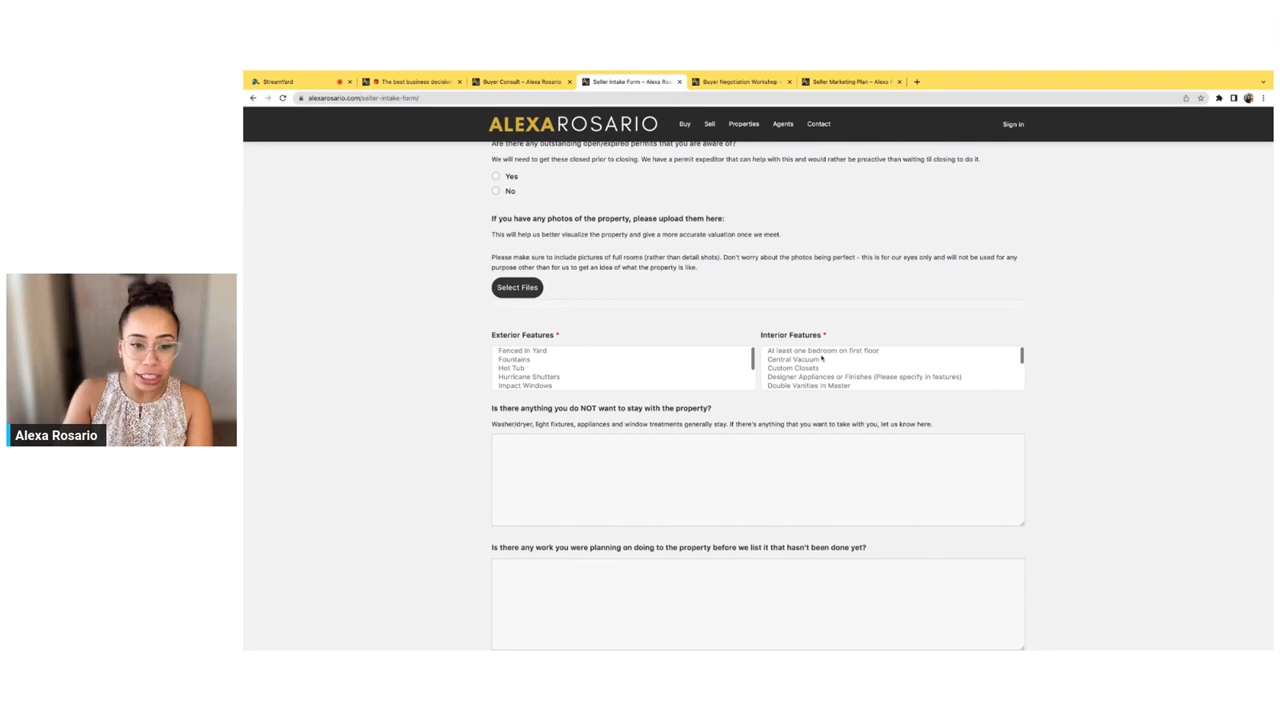 StreamYard
The best business decision
Buyer Consult – Alexa Rosario
Seller Intake Form – Alexa Ros
Buyer Negotiation Workshop -
Seller Marketing Plan – Alexa
alexarosario.com/seller-intake-form/
ALEXAROSARIO
Buy
Sell
Properties
Agents
Contact
Sign in
Are there any outstanding open/expired permits that you are aware of?
We will need to get these closed prior to closing. We have a permit expeditor that can help with this and would rather be proactive than waiting til closing to do it.
Yes
No
If you have any photos of the property, please upload them here:
This will help us better visualize the property and give a more accurate valuation once we meet.
Please make sure to include pictures of full rooms (rather than detail shots). Don't worry about the photos being perfect - this is for our eyes only and will not be used for any
purpose other than for us to get an idea of what the property is like.
Select Files
Exterior Features *
Fenced In Yard
Fountains
Hot Tub
Hurricane Shutters
Impact Windows
Interior Features *
At least one bedroom on first floor
Central Vacuum
Custom Closets
Designer Appliances or Finishes (Please specify in features)
Double Vanities In Master
Is there anything you do NOT want to stay with the property?
Washer/dryer, light fixtures, appliances and window treatments generally stay. If there's anything that you want to take with you, let us know here.
Is there any work you were planning on doing to the property before we list it that hasn't been done yet?
Alexa Rosario